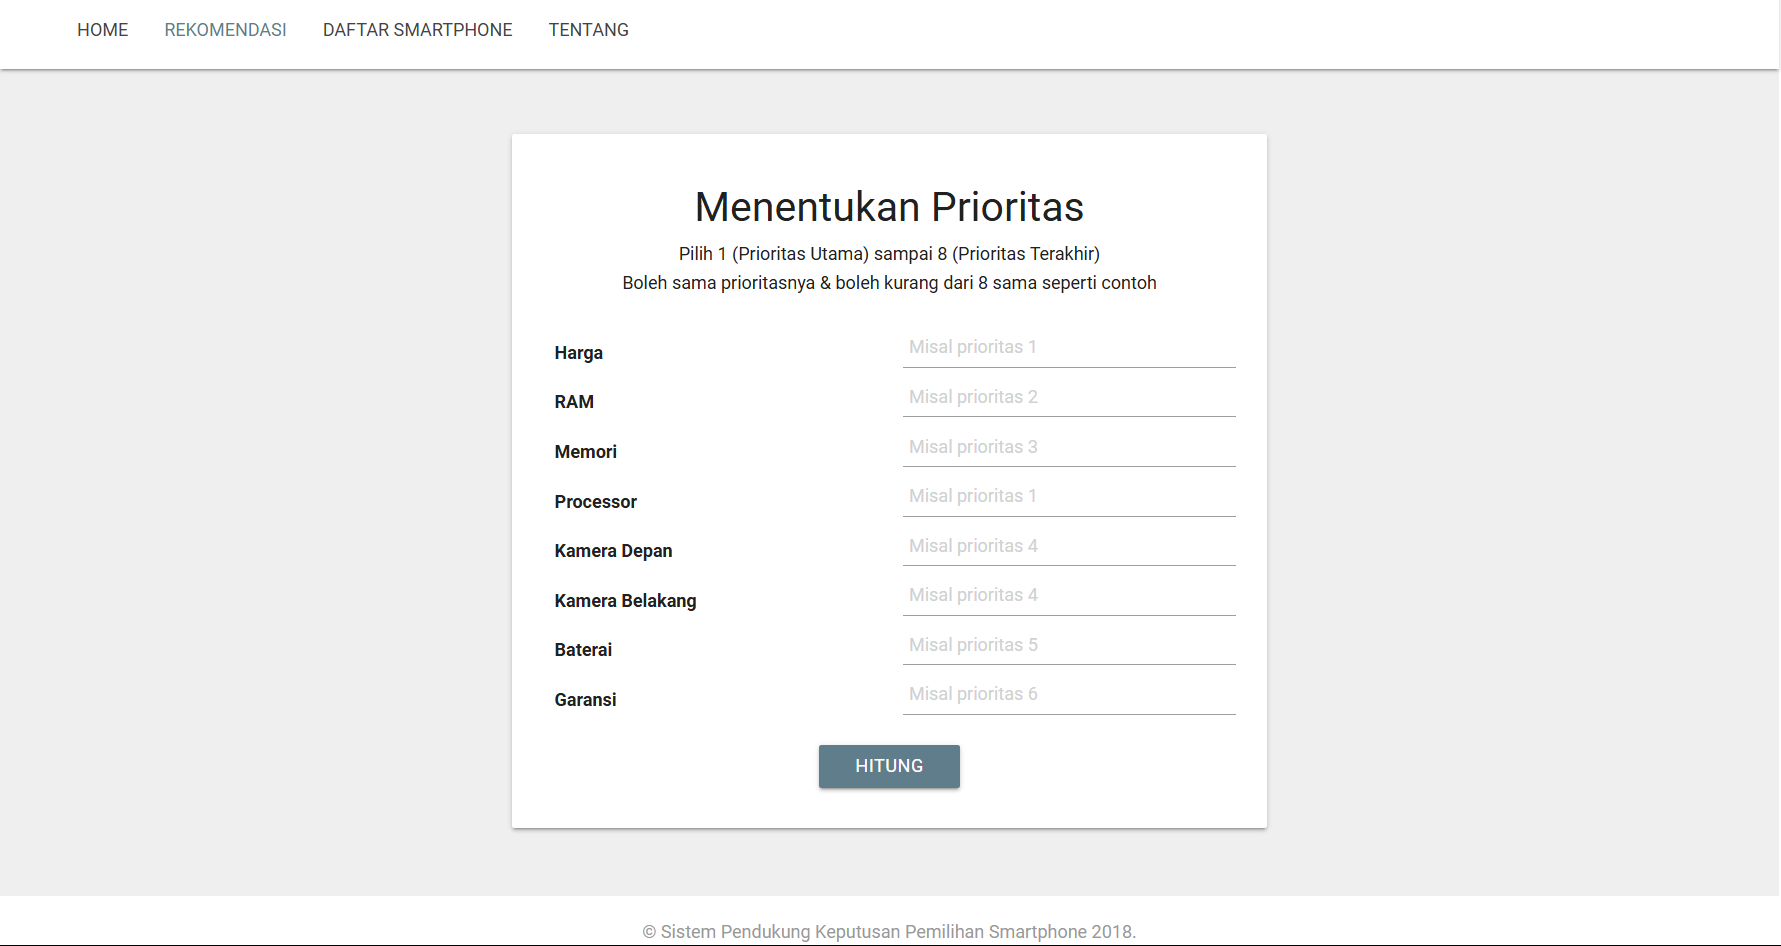 HOME REKOMENDASI DAFTAR SMARTPHONE TENTANG
Menentukan Prioritas
Pilih 1 (Prioritas Utama) sampai 8 (Prioritas Terakhir)
Boleh sama prioritasnya & boleh kurang dari 8 sama seperti contoh
Harga Misal prioritas 1
RAM Misal prioritas 2
Memori Misal prioritas 3
Processor Misal prioritas 1
Kamera Depan Misal prioritas 4
Kamera Belakang Misal prioritas 4
Baterai Misal prioritas 5
Garansi Misal prioritas 6
HITUNG
© Sistem Pendukung Keputusan Pemilihan Smartphone 2018.